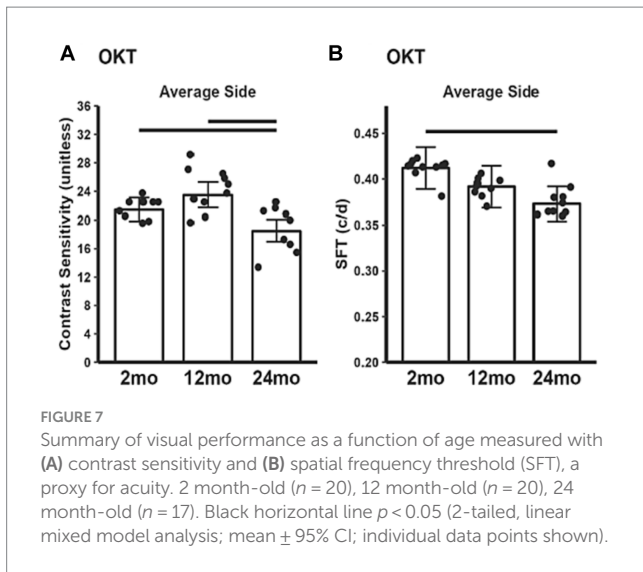 A OKT
Average Side
Contrast Sensitivity (unitless)
36
32
28
24
20
16
12
8
4
0
2mo 12mo 24mo
B OKT
Average Side
SFT (c/d)
0.45
0.40
0.35
0.30
0.25
0.20
2mo 12mo 24mo
FIGURE 7
Summary of visual performance as a function of age measured with
(A) contrast sensitivity and (B) spatial frequency threshold (SFT), a
proxy for acuity. 2 month-old (n = 20), 12 month-old (n = 20), 24
month-old (n = 17). Black horizontal line p < 0.05 (2-tailed, linear
mixed model analysis; mean ± 95% CI; individual data points shown).